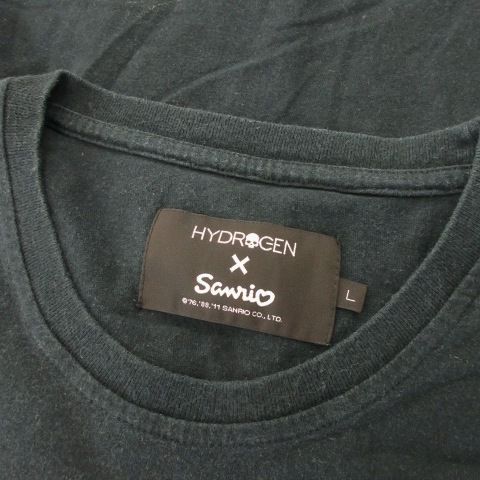 HYDROGEN
×
Sanrio
©'76,'88,'11 SANRIO CO., LTD.
L